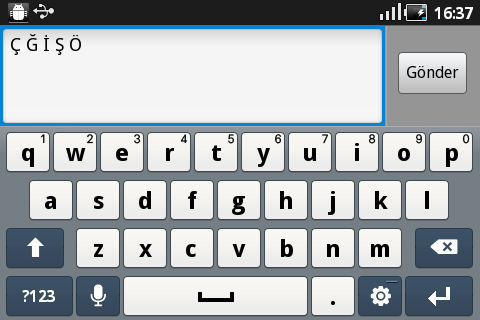 16:37
Ç Ğ İ Ş Ö
Gönder
1 2 3 4 5 6 7 8 9 0
q w e r t y u i o p
a s d f g h j k l
z x c v b n m
?123 .